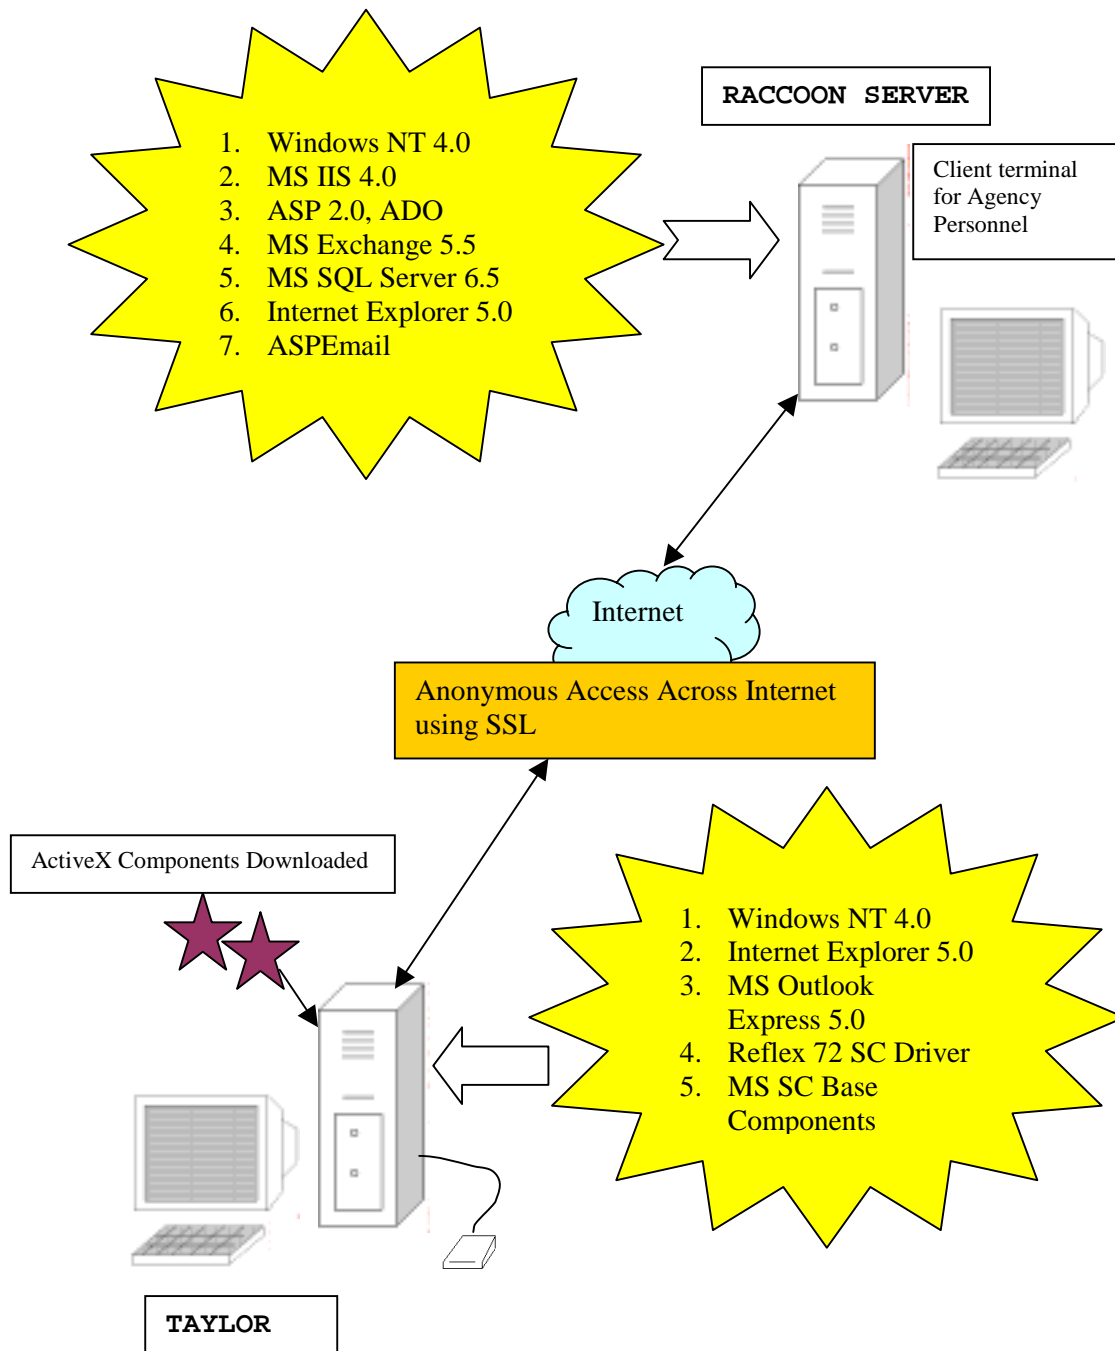 RACCOON SERVER
1. Windows NT 4.0
2. MS IIS 4.0
3. ASP 2.0, ADO
4. MS Exchange 5.5
5. MS SQL Server 6.5
6. Internet Explorer 5.0
7. ASPEmail
Client terminal
for Agency
Personnel
Internet
Anonymous Access Across Internet
using SSL
ActiveX Components Downloaded
1. Windows NT 4.0
2. Internet Explorer 5.0
3. MS Outlook
Express 5.0
4. Reflex 72 SC Driver
5. MS SC Base
Components
TAYLOR